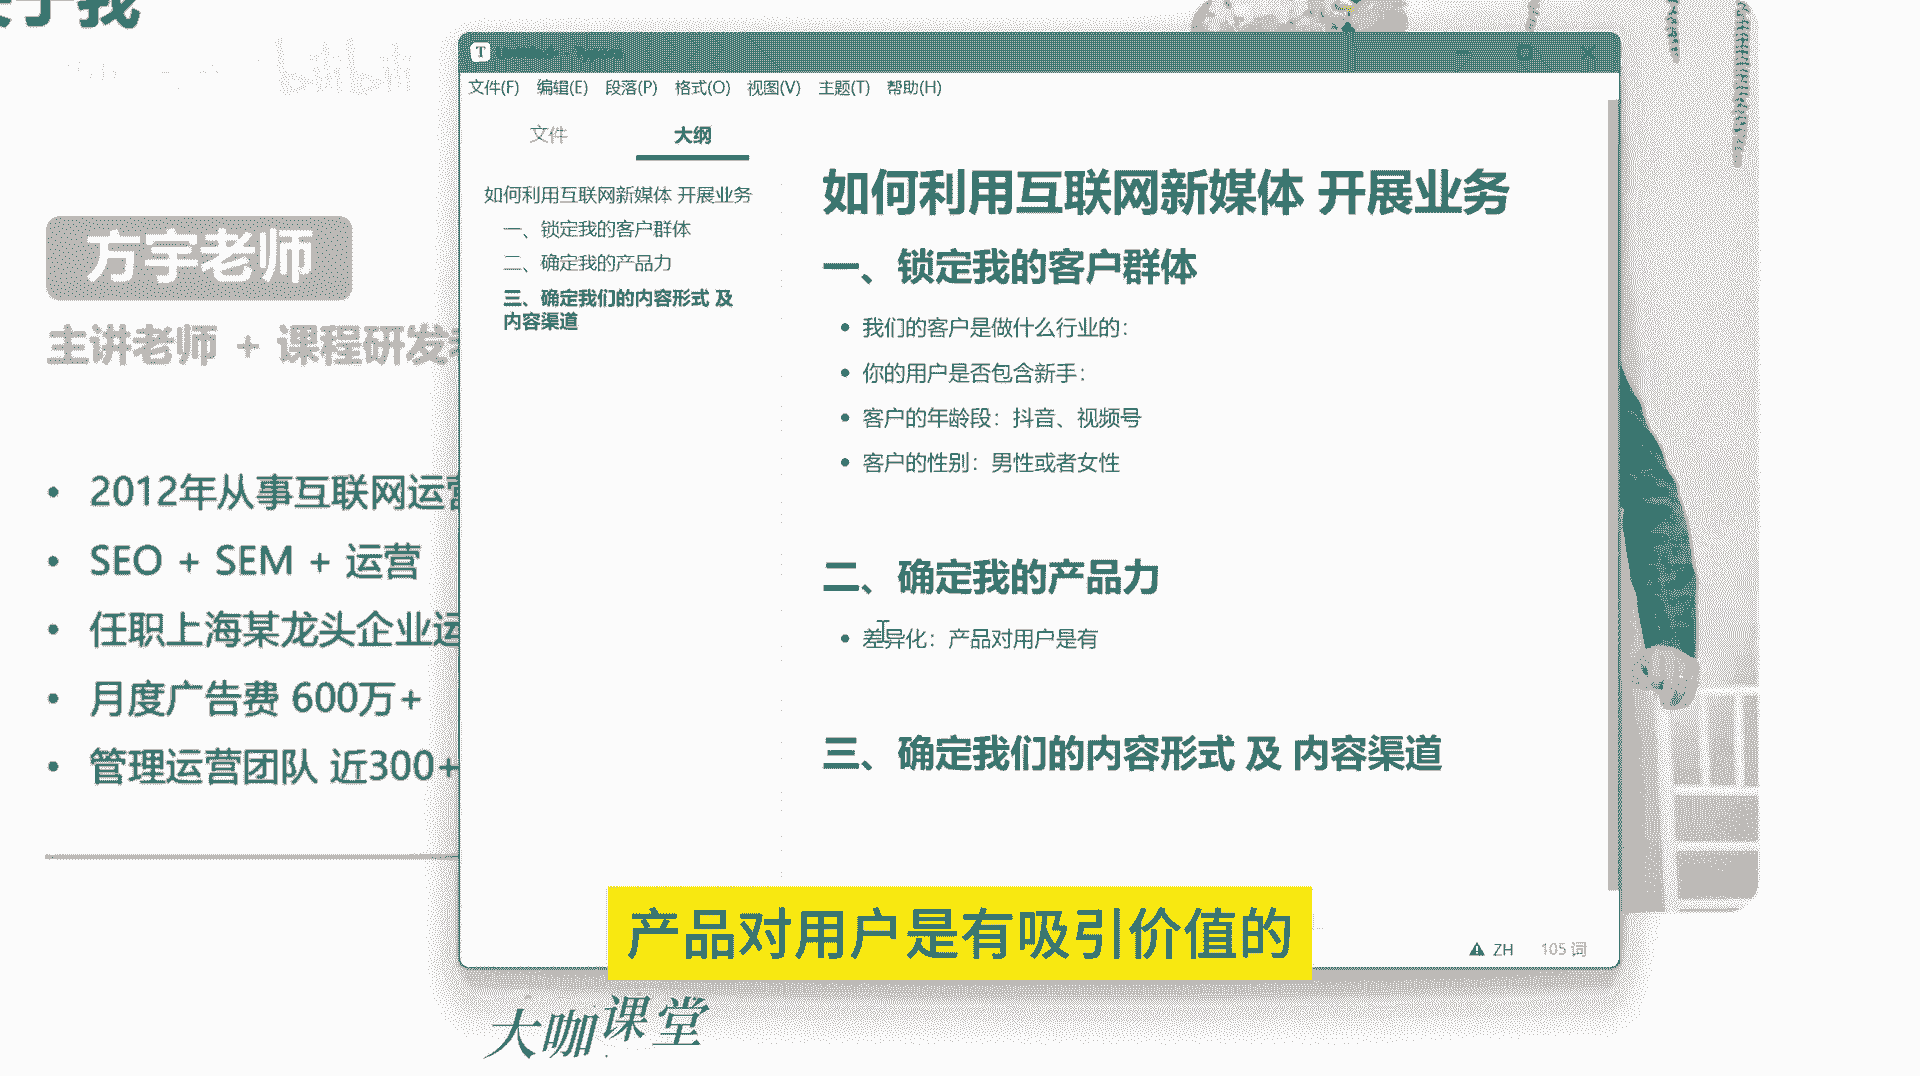 bilibili
方宇老师
主讲老师 + 课程研发
2012年从事互联网运营
SEO + SEM + 运营
任职上海某龙头企业运
月度广告费 600万+
管理运营团队 近300+
文件(F) 编辑(E) 段落(P) 格式(O) 视图(V) 主题(T) 帮助(H)
文件 大纲
如何利用互联网新媒体 开展业务
一、锁定我的客户群体
二、确定我的产品力
三、确定我们的内容形式 及
内容渠道
如何利用互联网新媒体 开展业务
一、锁定我的客户群体
我们的客户是做什么行业的：
你的用户是否包含新手：
客户的年龄段：抖音、视频号
客户的性别：男性或者女性
二、确定我的产品力
差异化：产品对用户是有
三、确定我们的内容形式 及 内容渠道
产品对用户是有吸引价值的
ZH 105 词
大咖课堂